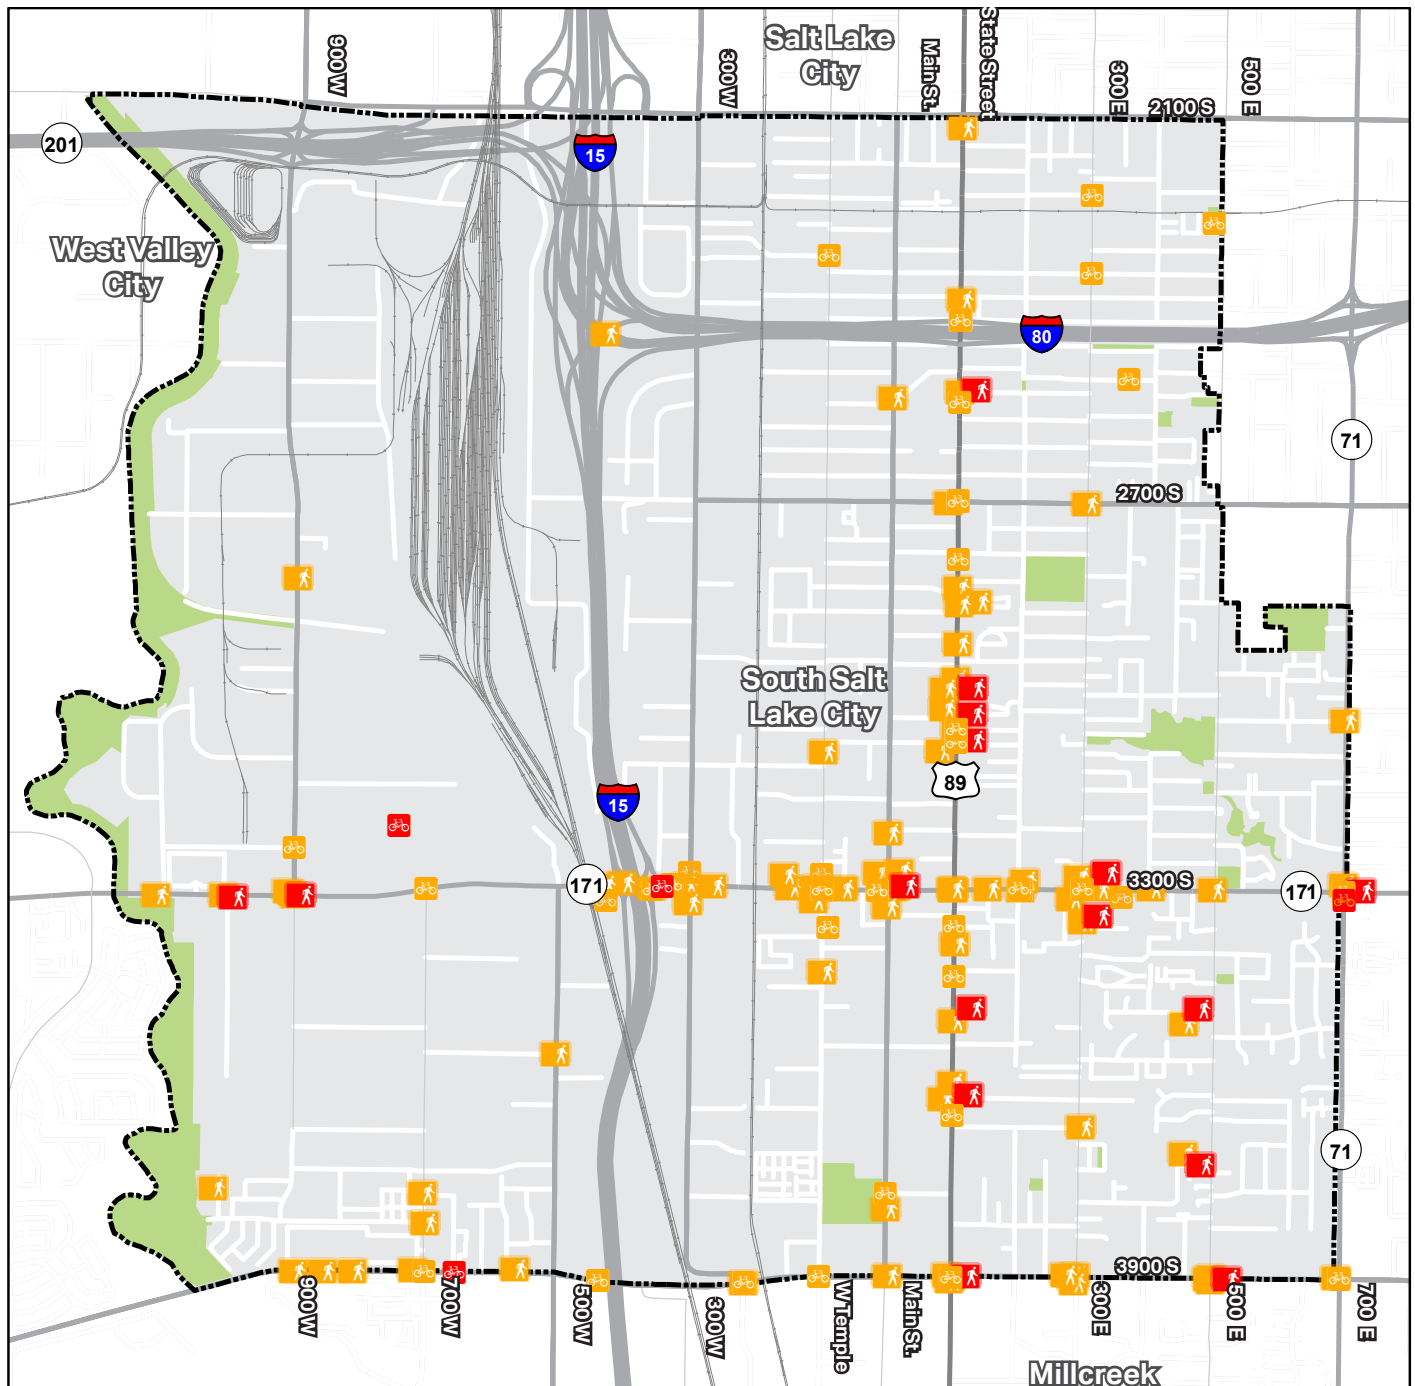 Salt Lake
City
900 W
300 W
Main St.
State Street
300 E
500 E
2100 S
201
15
West Valley
City
80
71
2700 S
South Salt
Lake City
89
15
171
3300 S
171
71
3900 S
900 W
700 W
500 W
300 W
W Temple
Main St.
300 E
500 E
700 E
Millcreek